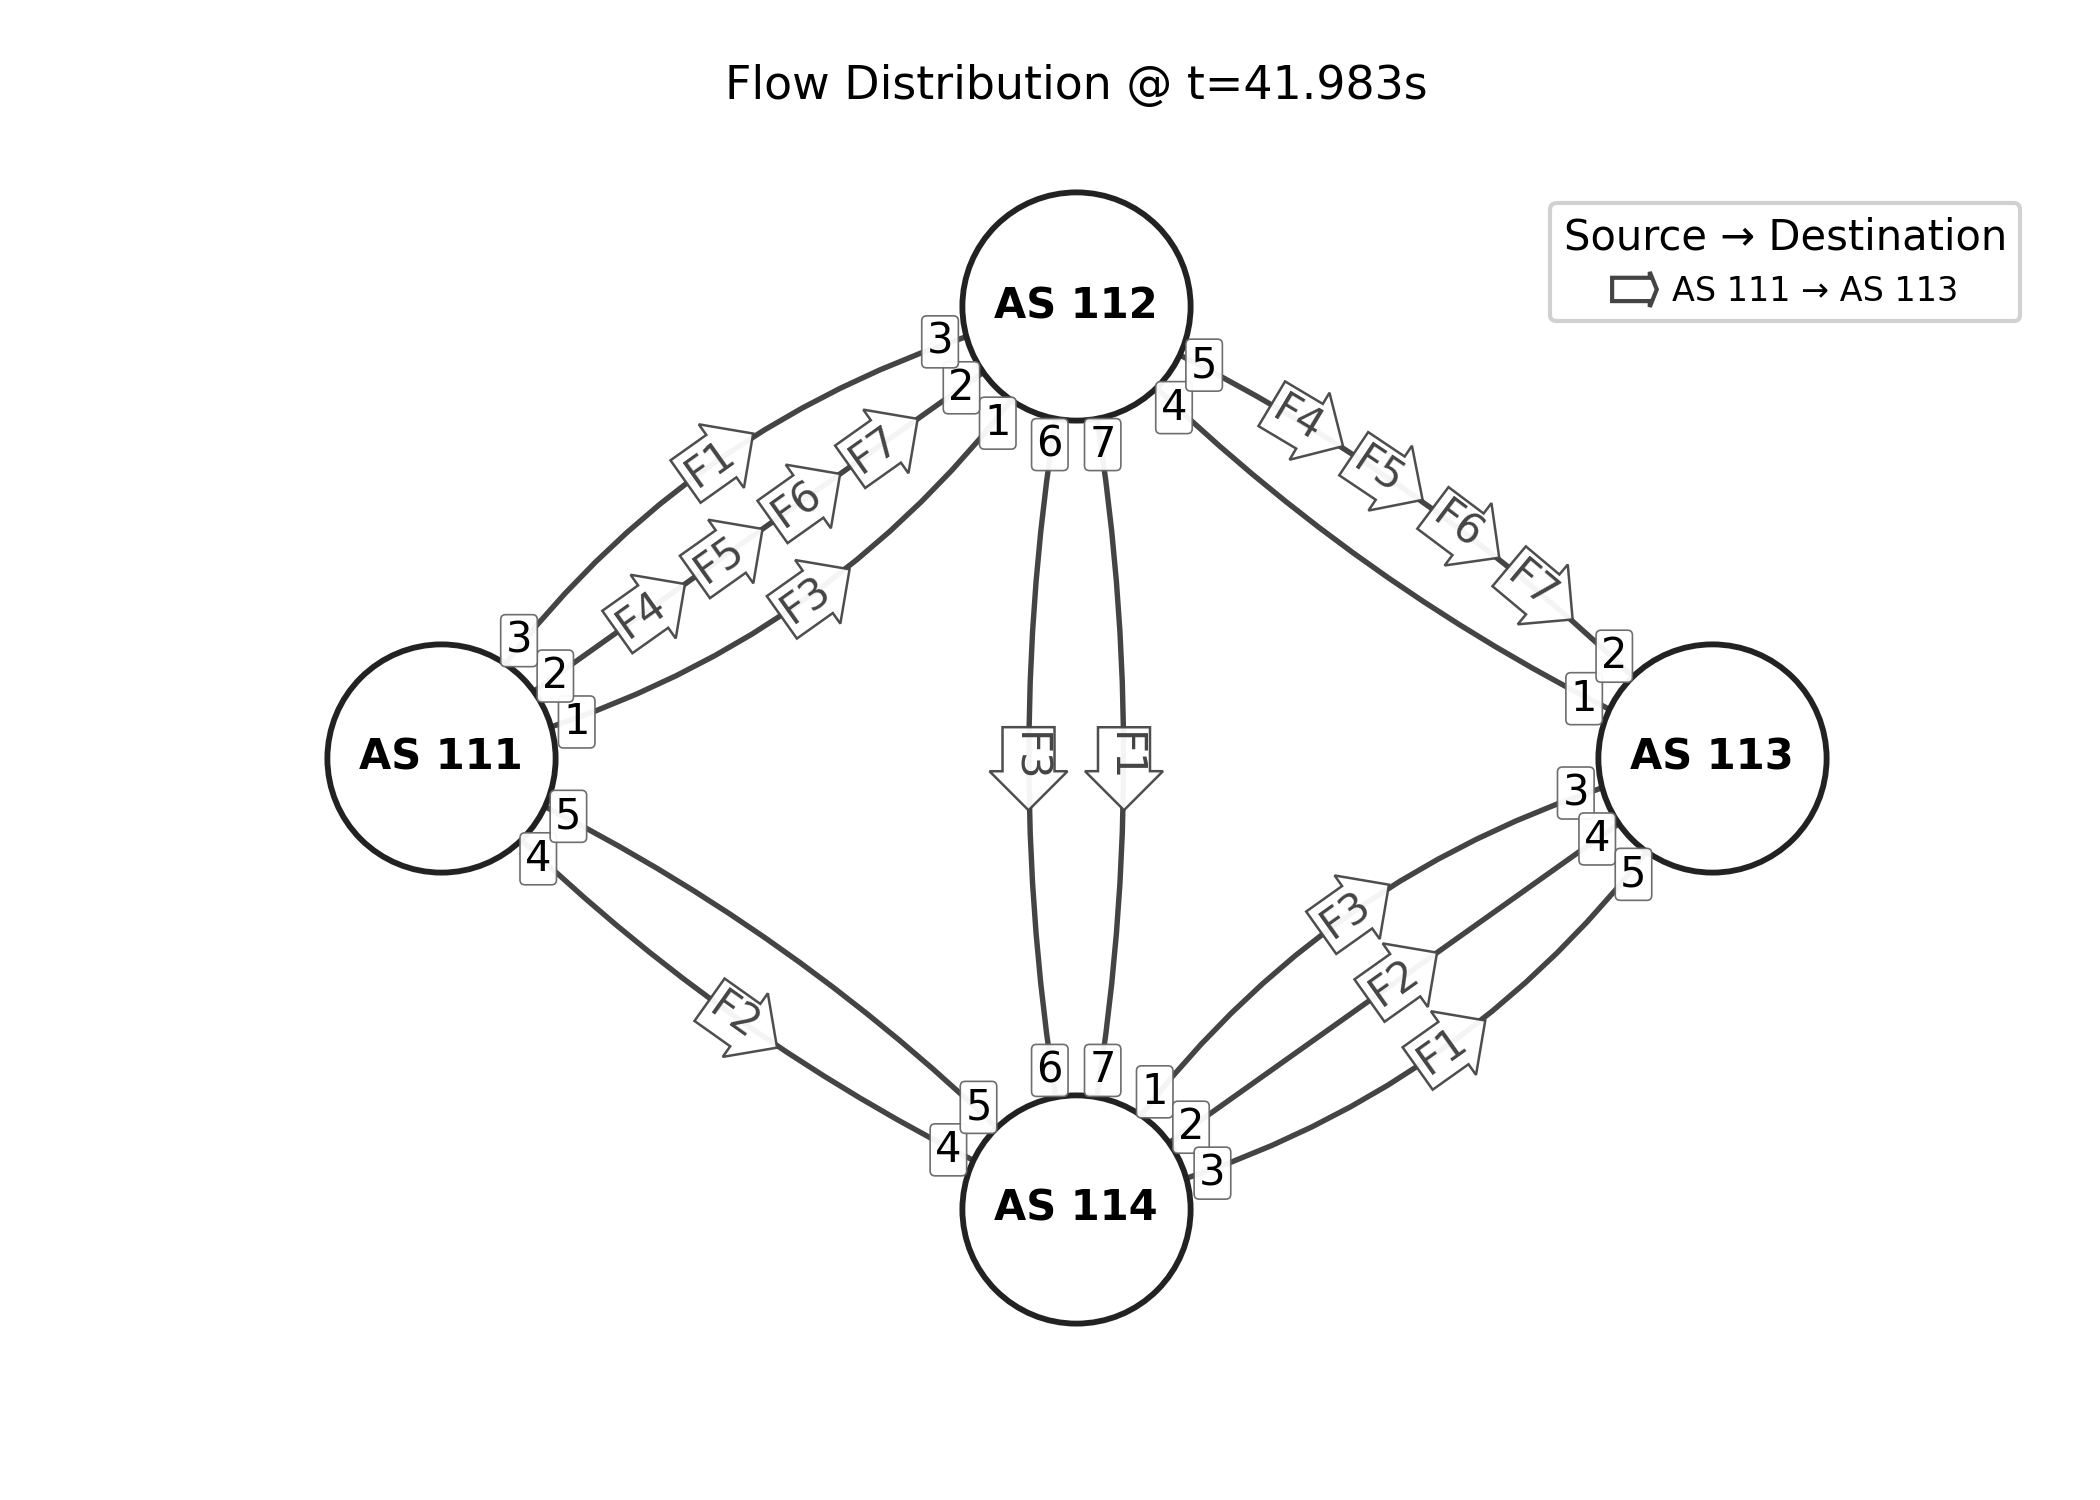 Flow Distribution @ t=41.983s
Source → Destination
AS 111 → AS 113
AS 112
3
2
1
6
7
4
5
F1
F4
F5
F6
F7
F3
F4
F5
F6
F7
3
2
1
AS 111
5
4
F3
F1
2
1
AS 113
3
4
5
F2
F3
F2
F1
5
4
6
7
1
2
3
AS 114